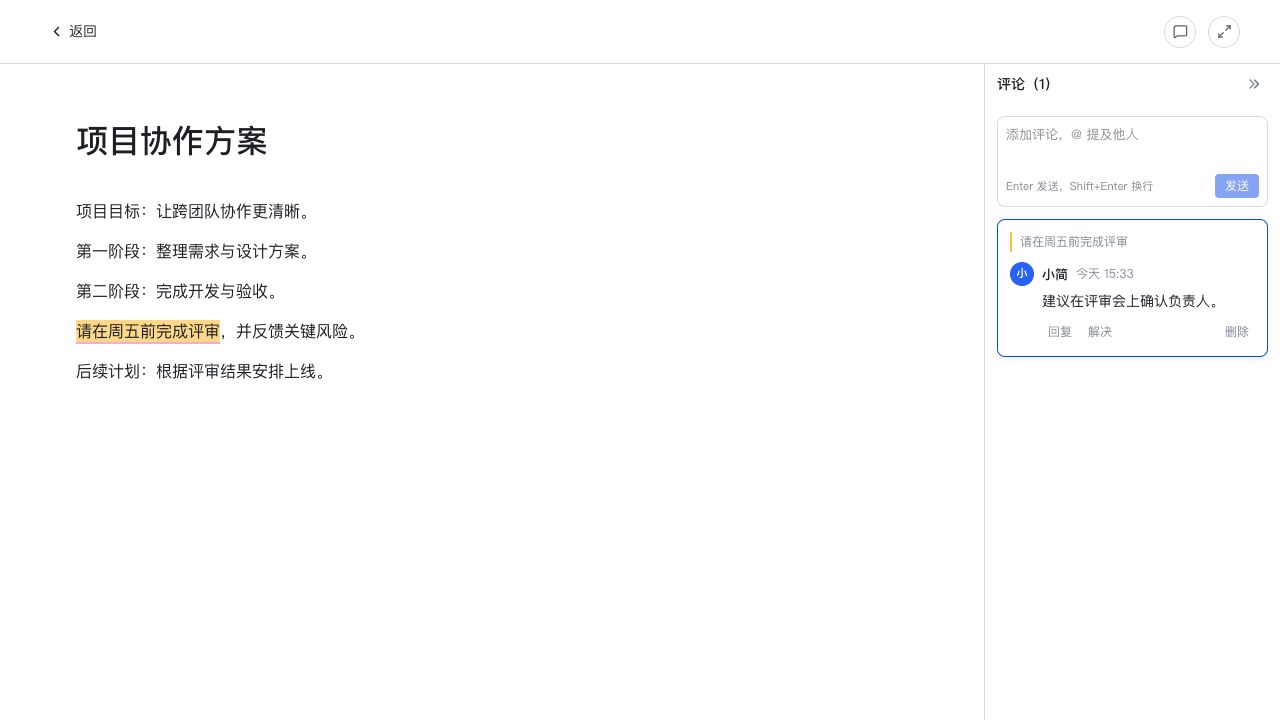 返回
项目协作方案
项目目标：让跨团队协作更清晰。
第一阶段：整理需求与设计方案。
第二阶段：完成开发与验收。
请在周五前完成评审，并反馈关键风险。
后续计划：根据评审结果安排上线。
评论（1）
添加评论，@ 提及他人
Enter 发送，Shift+Enter 换行 发送
请在周五前完成评审
小 小简 今天 15:33
建议在评审会上确认负责人。
回复 解决 删除